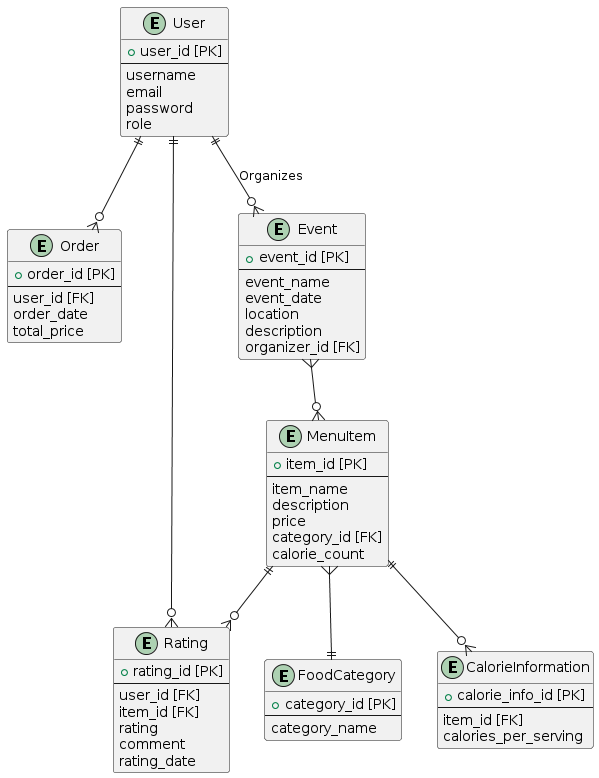 E User
user_id [PK]
username
email
password
role
Organizes
E Order
order_id [PK]
user_id [FK]
order_date
total_price
E Event
event_id [PK]
event_name
event_date
location
description
organizer_id [FK]
E MenuItem
item_id [PK]
item_name
description
price
category_id [FK]
calorie_count
E Rating
rating_id [PK]
user_id [FK]
item_id [FK]
rating
comment
rating_date
E FoodCategory
category_id [PK]
category_name
E CalorieInformation
calorie_info_id [PK]
item_id [FK]
calories_per_serving